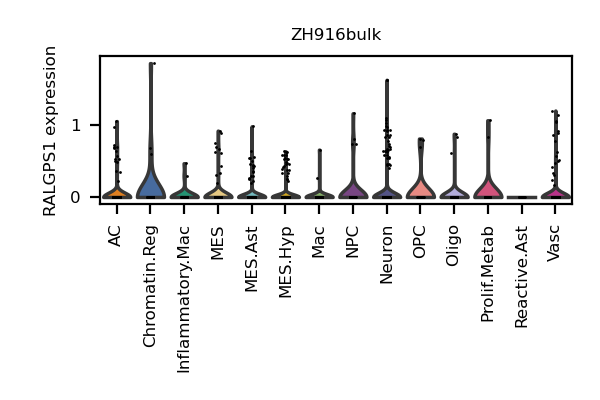 ZH916bulk
RALGPS1 expression
1
0
AC
Chromatin.Reg
Inflammatory.Mac
MES
MES.Ast
MES.Hyp
Mac
NPC
Neuron
OPC
Oligo
Prolif.Metab
Reactive.Ast
Vasc